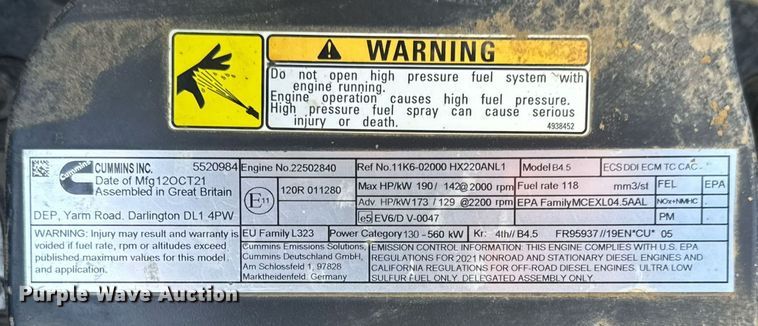 WARNING
Do not open high pressure fuel system with
engine running.
Engine operation causes high fuel pressure.
High pressure fuel spray can cause serious
injury or death.
4938452
CUMMINS INC. 5520984
Date of Mfg12OCT21
Assembled in Great Britain
DEP, Yarm Road. Darlington DL1 4PW
WARNING: Injury may result and warranty is
voided if fuel rate, rpm or altitudes exceed
published maximum values for this model
and application.
Engine No.22502840
E11 120R 011280
EU Family L323
Cummins Emissions Solutions,
Cummins Deutschland GmbH,
Am Schlossfeld 1, 97828
Marktheidenfeld. Germany
Ref No.11K6-02000 HX220ANL1 Model B4.5 ECS DDI ECM TC CAC -
Max HP/kW 190 / 142@2000 rpm Fuel rate 118 mm3/st FEL EPA
Adv. HP/kW 173 / 129 @2200 rpm EPA Family MCEXL04.5AAL NOx+NMHC
e5 EV6/D V-0047 PM
Power Category 130 - 560 kW Kr: 4th// B4.5 FR95937 //19EN*CU* 05
EMISSION CONTROL INFORMATION: THIS ENGINE COMPLIES WITH U.S. EPA
REGULATIONS FOR 2021 NONROAD AND STATIONARY DIESEL ENGINES AND
CALIFORNIA REGULATIONS FOR OFF-ROAD DIESEL ENGINES. ULTRA LOW
SULFUR FUEL ONLY. DELEGATED ASSEMBLY ONLY.
Purple Wave Auction